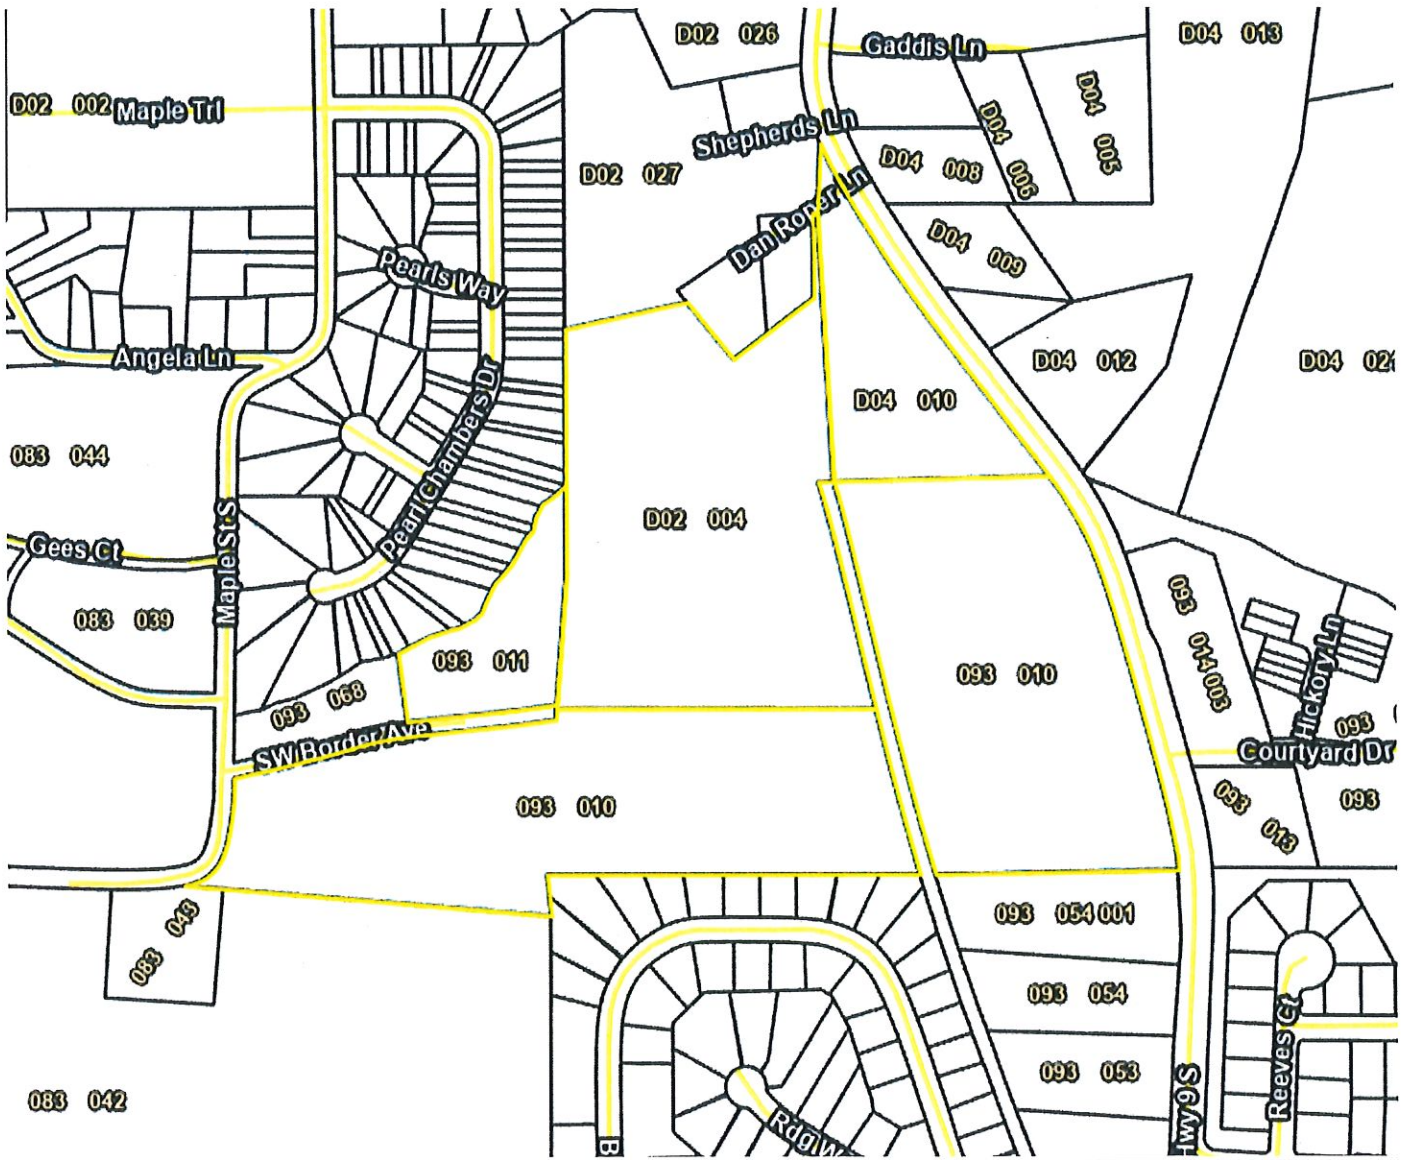 D02 026
Gaddis Ln
D04 013
D02 002
Maple Trl
D04 005
D04 006
Shepherds Ln
D04 008
D02 027
Dan Roper Ln
D04 009
Pearls Way
Angela Ln
D04 012
D04 02
D04 010
Pearl Chambers Dr
083 044
Maple St S
D02 004
Gees Ct
083 039
093 014 003
Hickory Ln
093 011
093 010
093 068
093
SW Border Ave
Courtyard Dr
093 010
093 013
093
083 043
093 054 001
093 054
Reeves Ct
083 042
093 053
Hwy 9 S
Rdg W
B